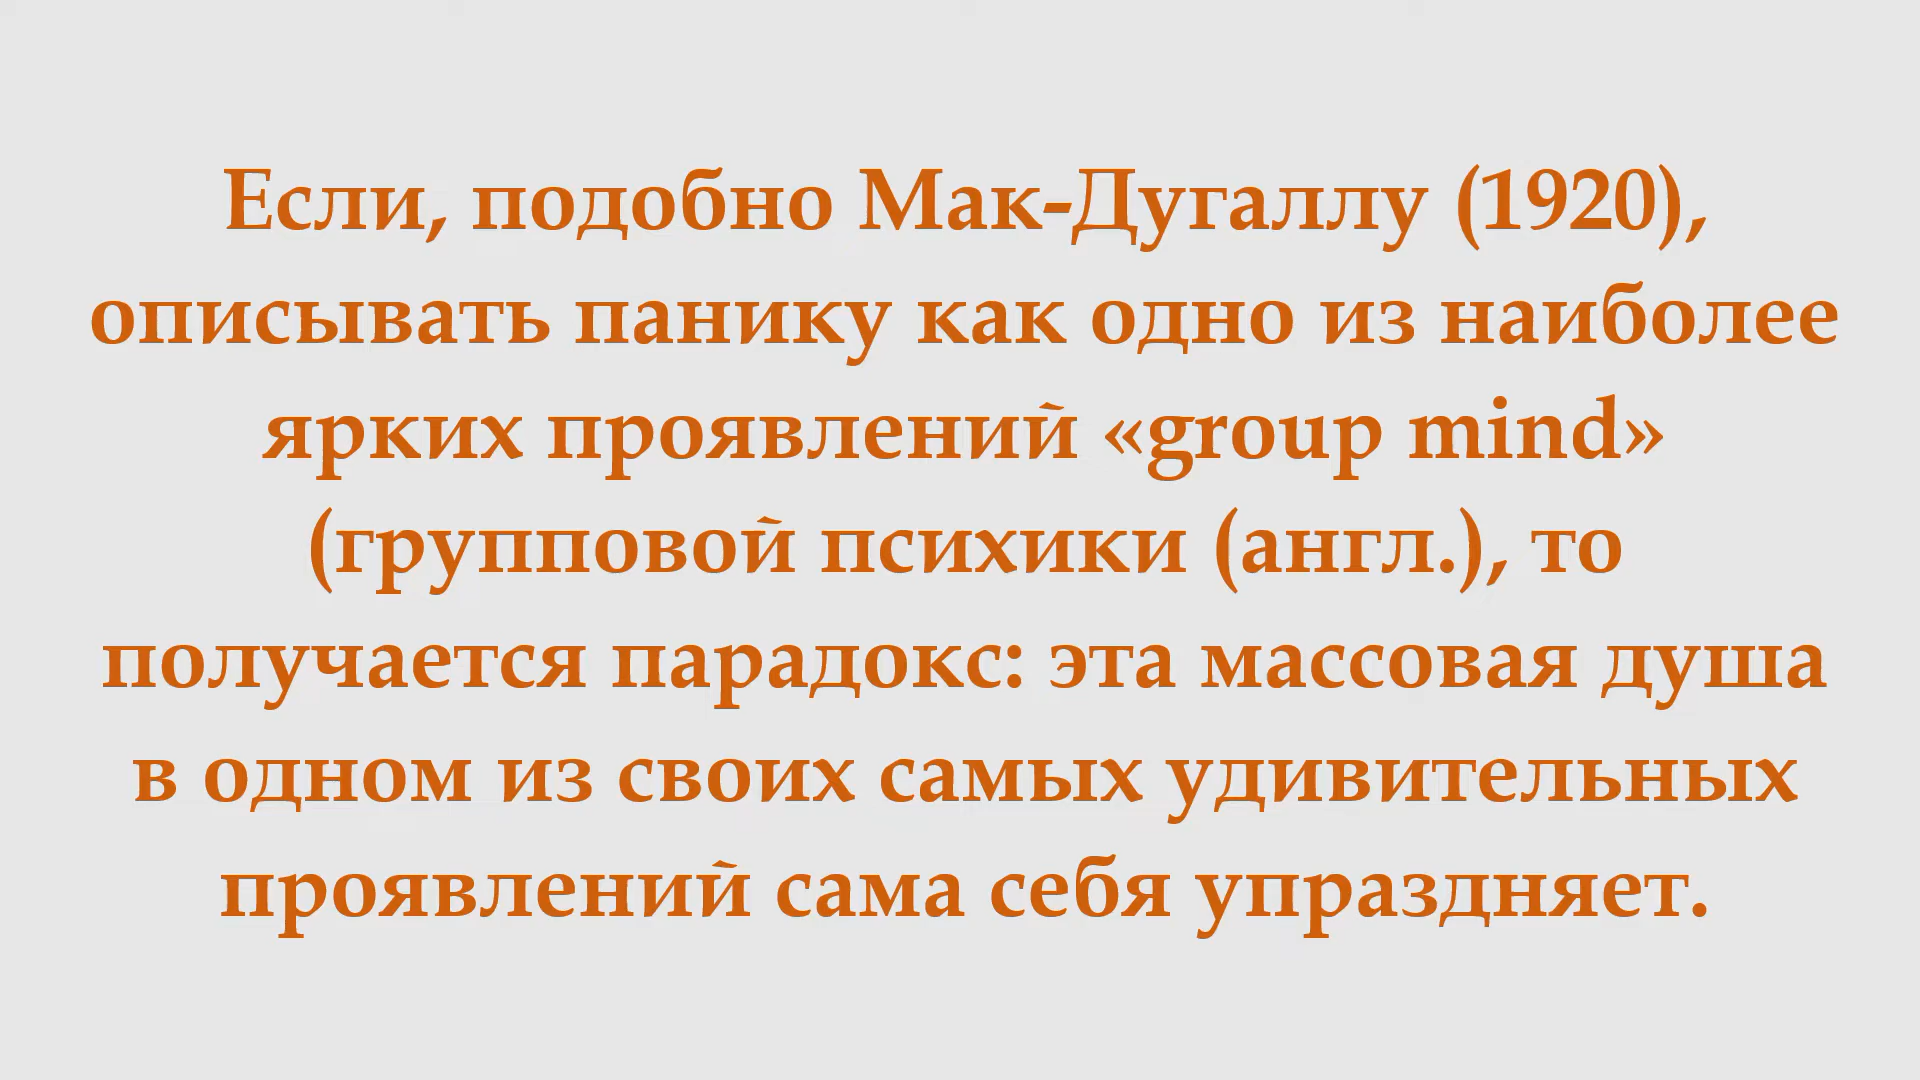 Если, подобно Мак-Дугаллу (1920),
описывать панику как одно из наиболее
ярких проявлений «group mind»
(групповой психики (англ.), то
получается парадокс: эта массовая душа
в одном из своих самых удивительных
проявлений сама себя упраздняет.